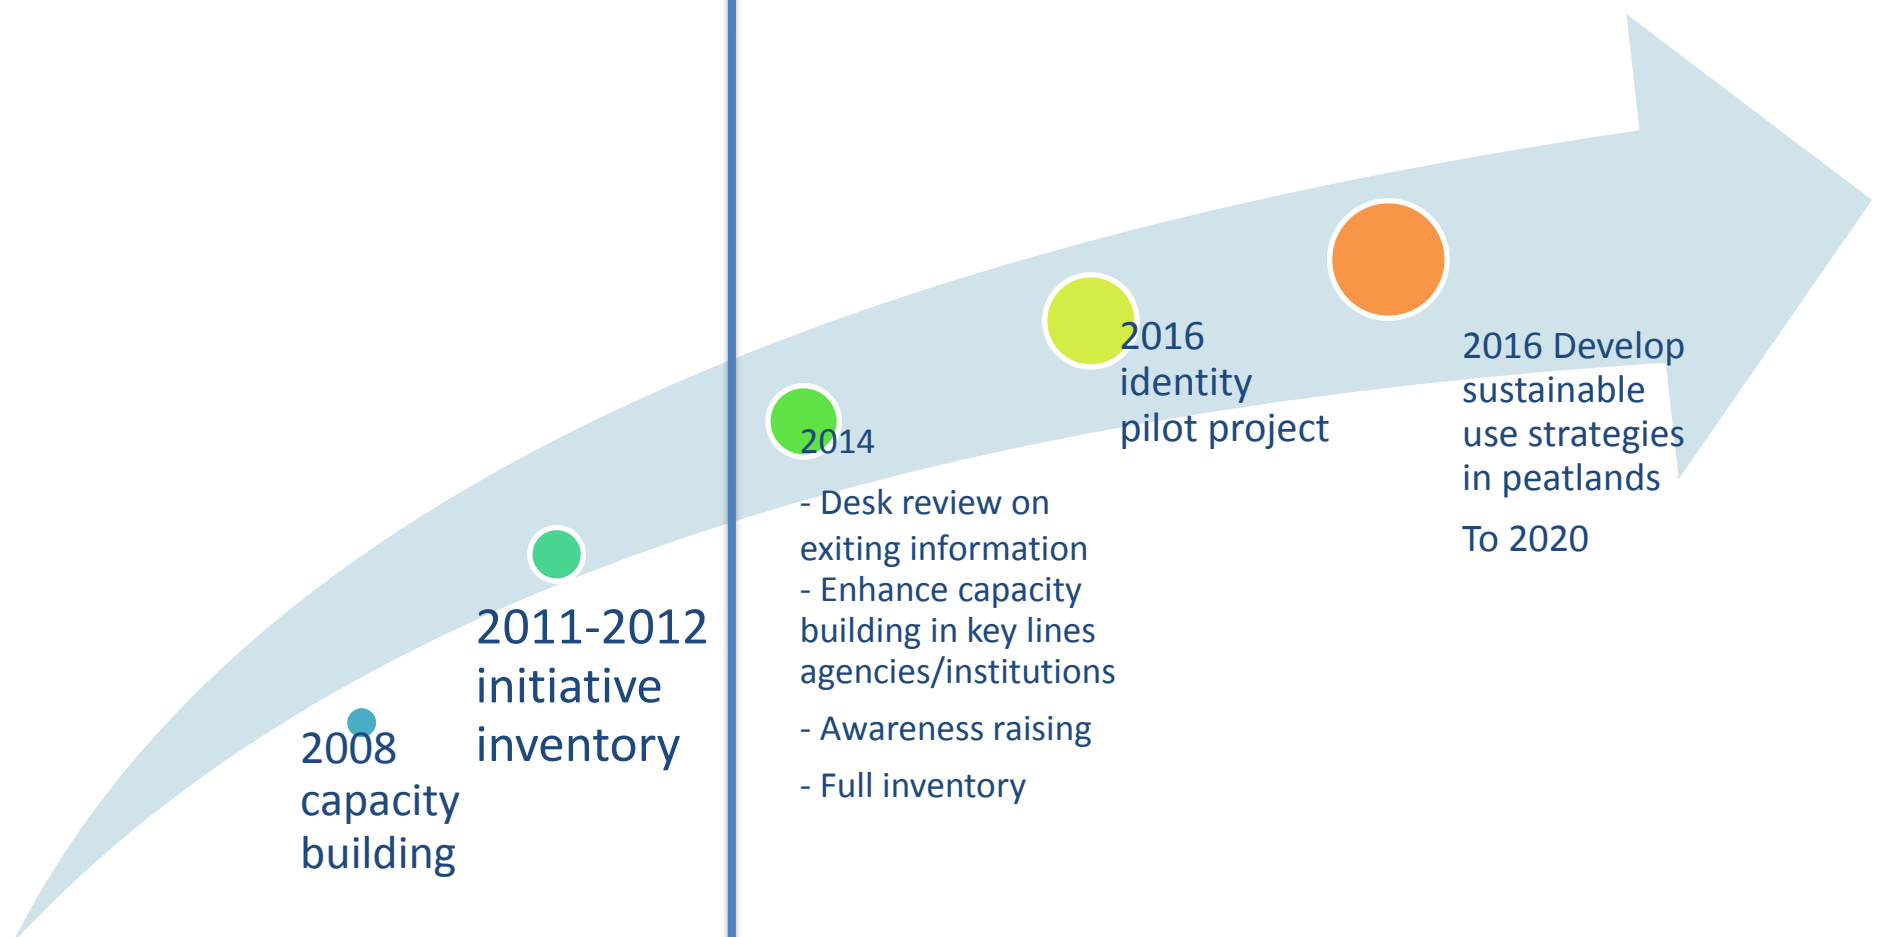 2008
capacity
building
2011-2012
initiative
inventory
2014
- Desk review on
exiting information
- Enhance capacity
building in key lines
agencies/institutions
- Awareness raising
- Full inventory
2016
identity
pilot project
2016 Develop
sustainable
use strategies
in peatlands
To 2020